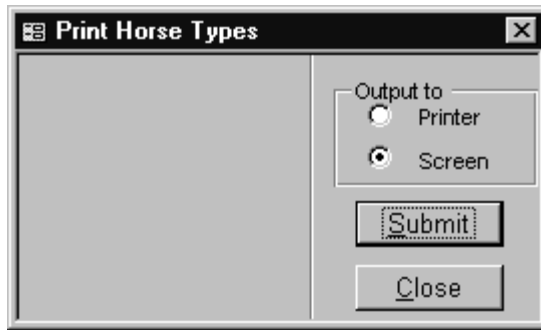 Print Horse Types
Output to
Printer
Screen
Submit
Close